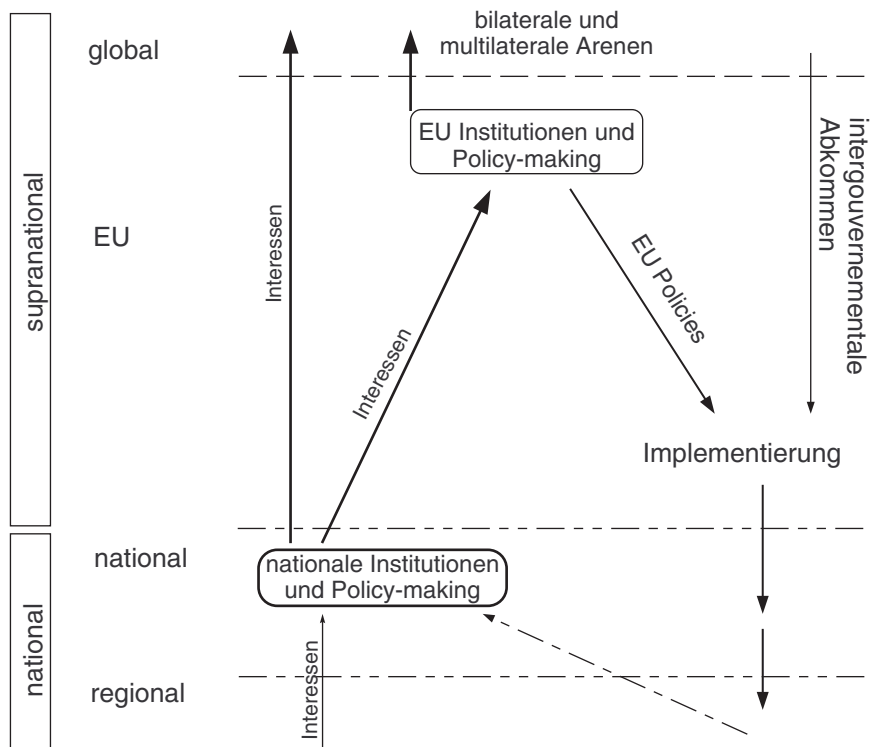 bilaterale und
multilaterale Arenen
global
EU Institutionen und
Policy-making
intergouvernementale
Abkommen
supranational
EU
Interessen
EU Policies
Interessen
Implementierung
national
nationale Institutionen
und Policy-making
national
Interessen
regional